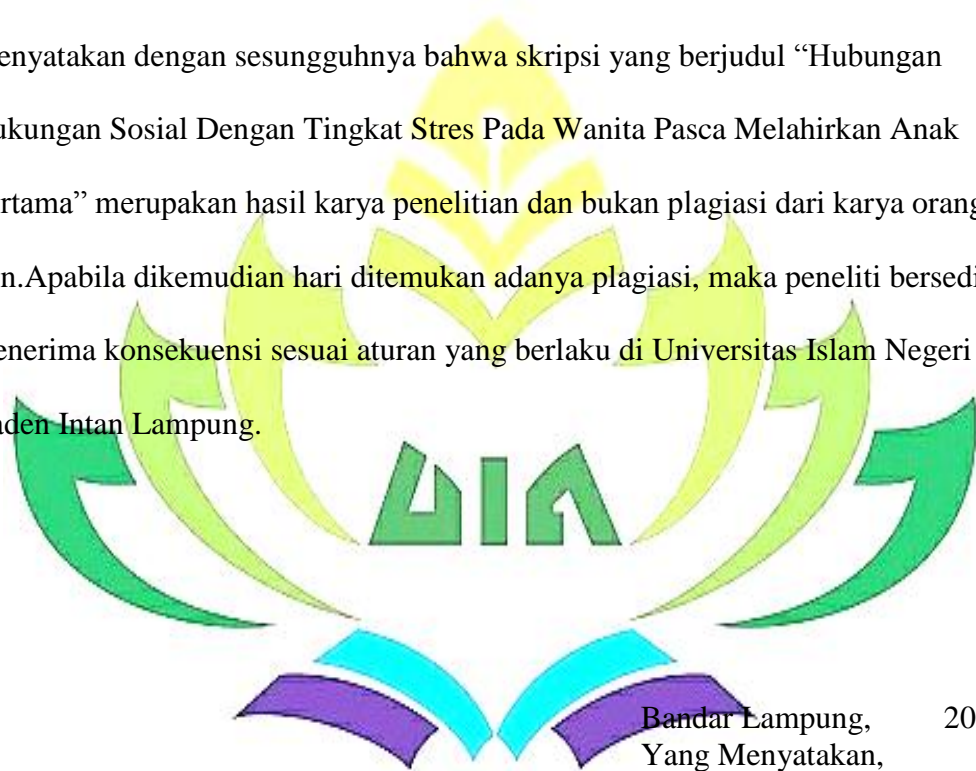 enyatakan dengan sesungguhnya bahwa skripsi yang berjudul “Hubungan
ukungan Sosial Dengan Tingkat Stres Pada Wanita Pasca Melahirkan Anak
rtama” merupakan hasil karya penelitian dan bukan plagiasi dari karya orang
n.Apabila dikemudian hari ditemukan adanya plagiasi, maka peneliti bersedi
enerima konsekuensi sesuai aturan yang berlaku di Universitas Islam Negeri
aden Intan Lampung.
UIN
Bandar Lampung, 20
Yang Menyatakan,